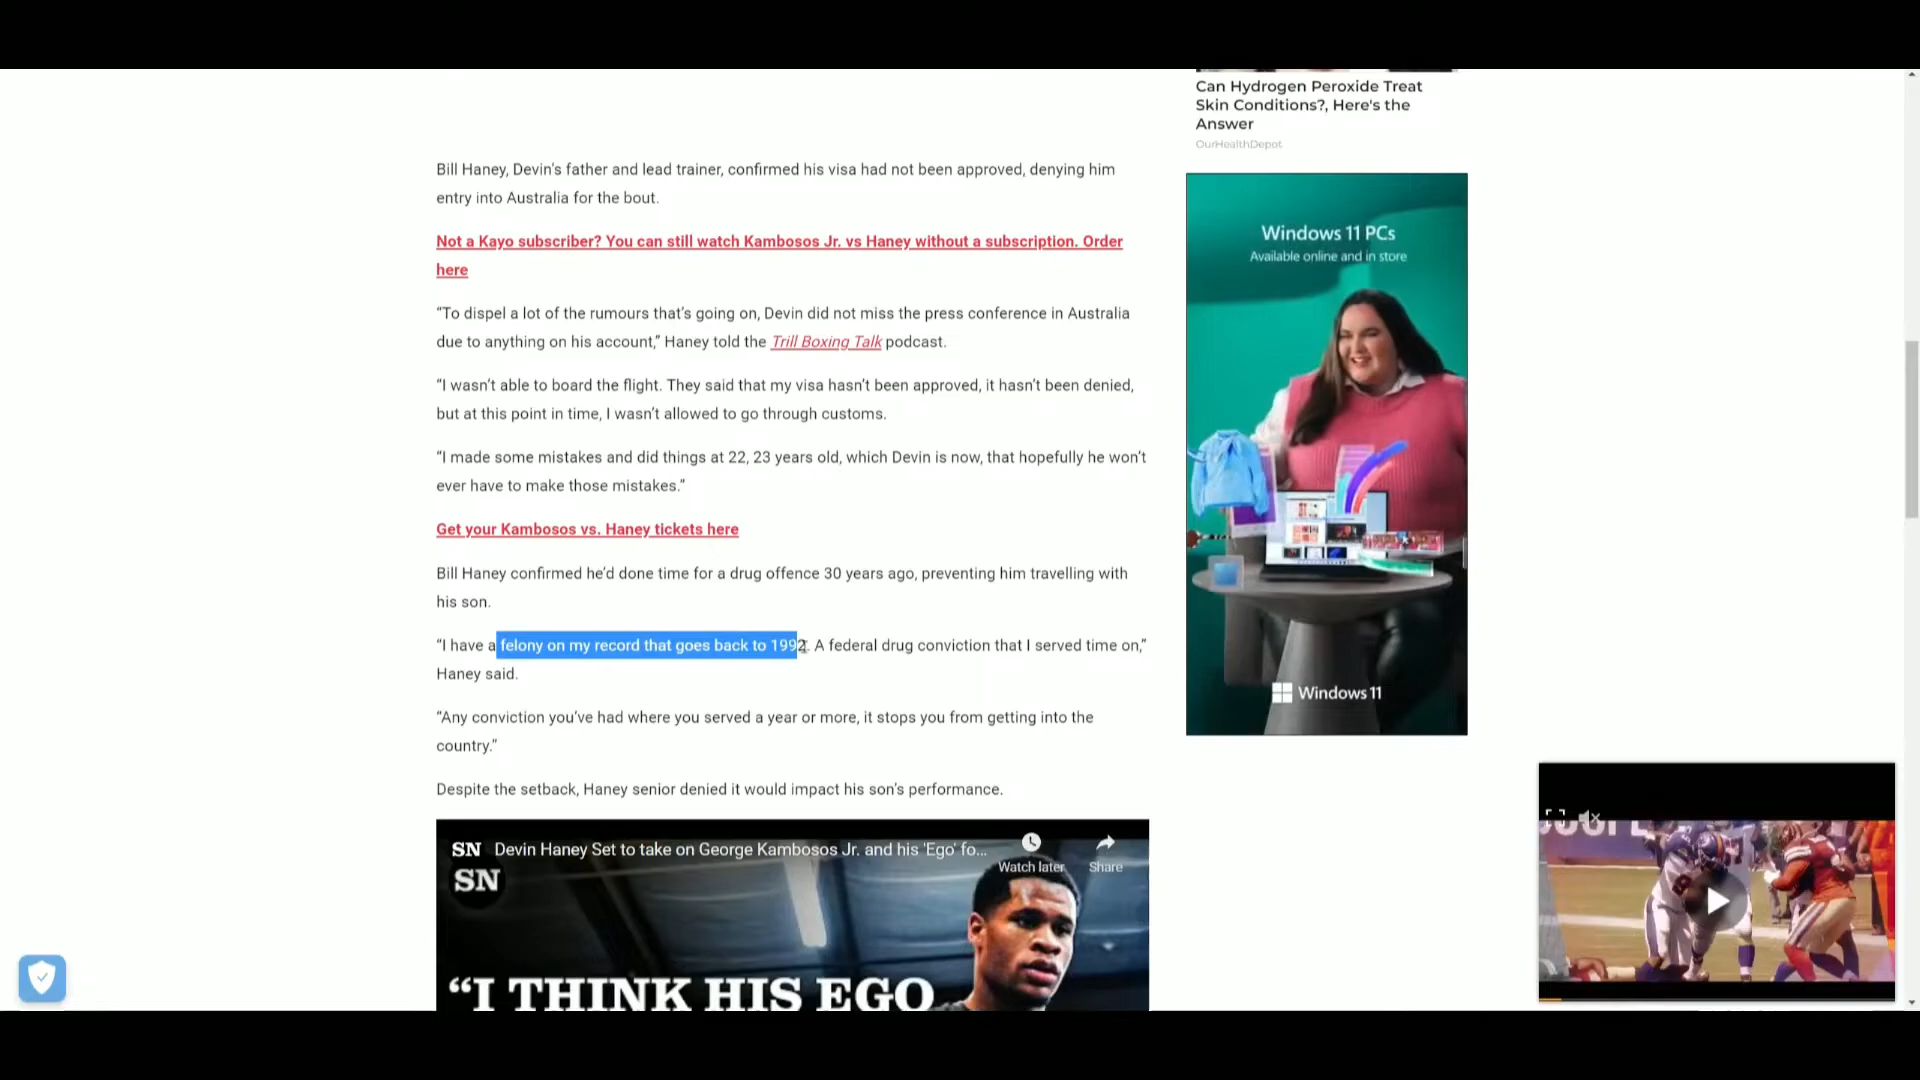 Can Hydrogen Peroxide Treat
Skin Conditions?, Here's the
Answer
OurHealthDepot
Bill Haney, Devin’s father and lead trainer, confirmed his visa had not been approved, denying him
entry into Australia for the bout.
Not a Kayo subscriber? You can still watch Kambosos Jr. vs Haney without a subscription. Order
here
“To dispel a lot of the rumours that’s going on, Devin did not miss the press conference in Australia
due to anything on his account,” Haney told the Trill Boxing Talk podcast.
“I wasn’t able to board the flight. They said that my visa hasn’t been approved, it hasn’t been denied,
but at this point in time, I wasn’t allowed to go through customs.
“I made some mistakes and did things at 22, 23 years old, which Devin is now, that hopefully he won’t
ever have to make those mistakes.”
Get your Kambosos vs. Haney tickets here
Bill Haney confirmed he’d done time for a drug offence 30 years ago, preventing him travelling with
his son.
“I have a felony on my record that goes back to 1992. A federal drug conviction that I served time on,”
Haney said.
“Any conviction you’ve had where you served a year or more, it stops you from getting into the
country.”
Despite the setback, Haney senior denied it would impact his son’s performance.
SN Devin Haney Set to take on George Kambosos Jr. and his 'Ego' fo...
Watch later
Share
SN
“I THINK HIS EGO
Windows 11 PCs
Available online and in store
Windows 11